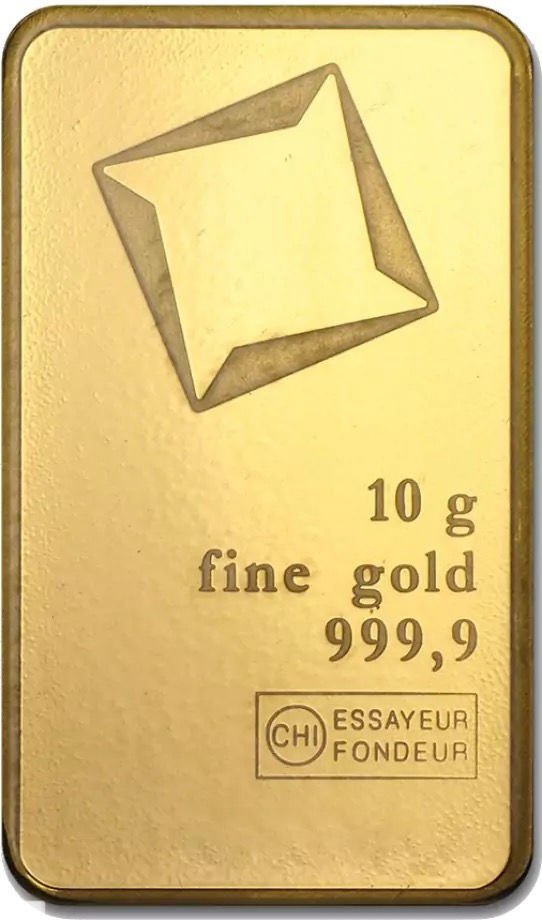 10 g
fine gold
999,9
CHI ESSAYEUR
FONDEUR